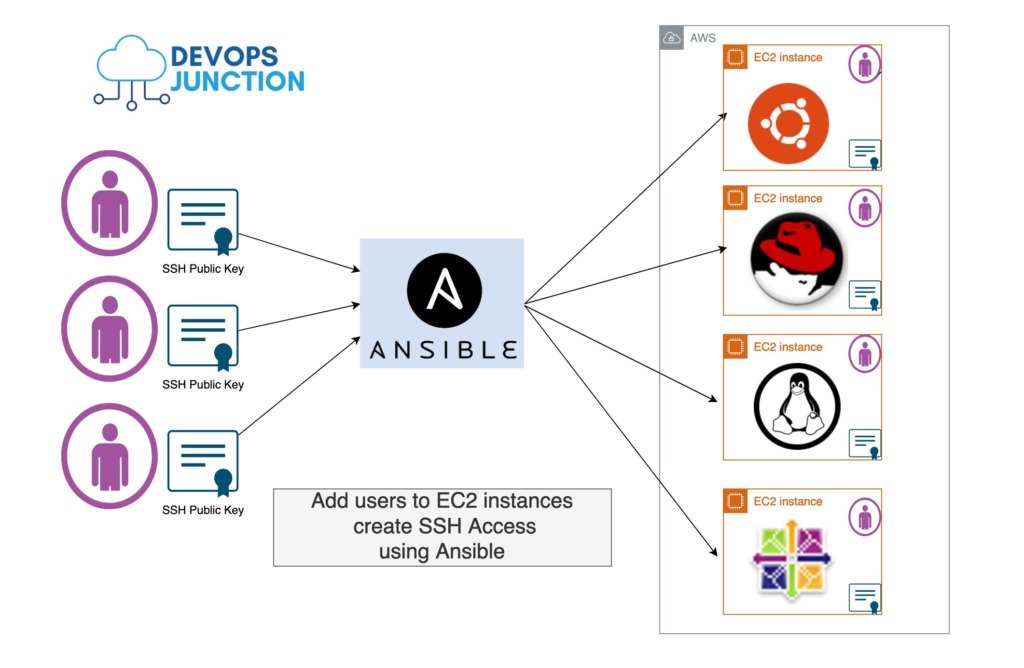 DEVOPS
JUNCTION
AWS
EC2 instance
SSH Public Key
EC2 instance
ANSIBLE
SSH Public Key
EC2 instance
SSH Public Key
EC2 instance
Add users to EC2 instances
create SSH Access
using Ansible